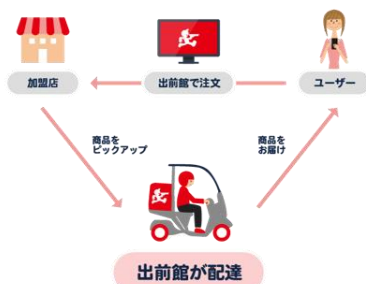 加盟店
出前館で注文
ユーザー
商品を
ピックアップ
商品を
お届け
出前館が配達